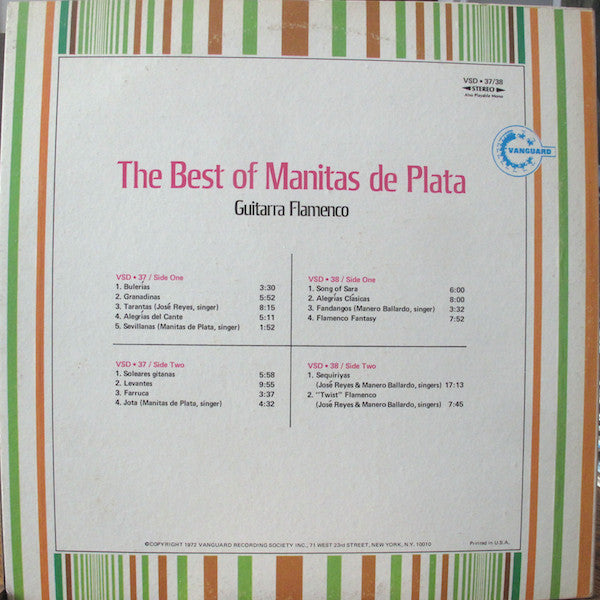 VSD • 37/38
STEREO
Also Playable Mono
VANGUARD
The Best of Manitas de Plata
Guitarra Flamenco
VSD • 37 / Side One
1. Bulerias 3:30
2. Granadinas 5:52
3. Tarantas (José Reyes, singer) 8:15
4. Alegrias del Cante 5:11
5. Sevillanas (Manitas de Plata, singer) 1:52
VSD • 38 / Side One
1. Song of Sara 6:00
2. Alegrías Clásicas 8:00
3. Fandangos (Manero Ballardo, singer) 3:32
4. Flamenco Fantasy 7:52
VSD • 37 / Side Two
1. Soleares gitanas 5:58
2. Levantes 9:55
3. Farruca 3:37
4. Jota (Manitas de Plata, singer) 4:32
VSD • 38 / Side Two
1. Sequiriyas
(José Reyes & Manero Ballardo, singers) 17:13
2. "Twist" Flamenco
(José Reyes & Manero Ballardo, singers) 7:45
©COPYRIGHT 1972 VANGUARD RECORDING SOCIETY INC., 71 WEST 23rd STREET, NEW YORK, N.Y. 10010
Printed in U.S.A.